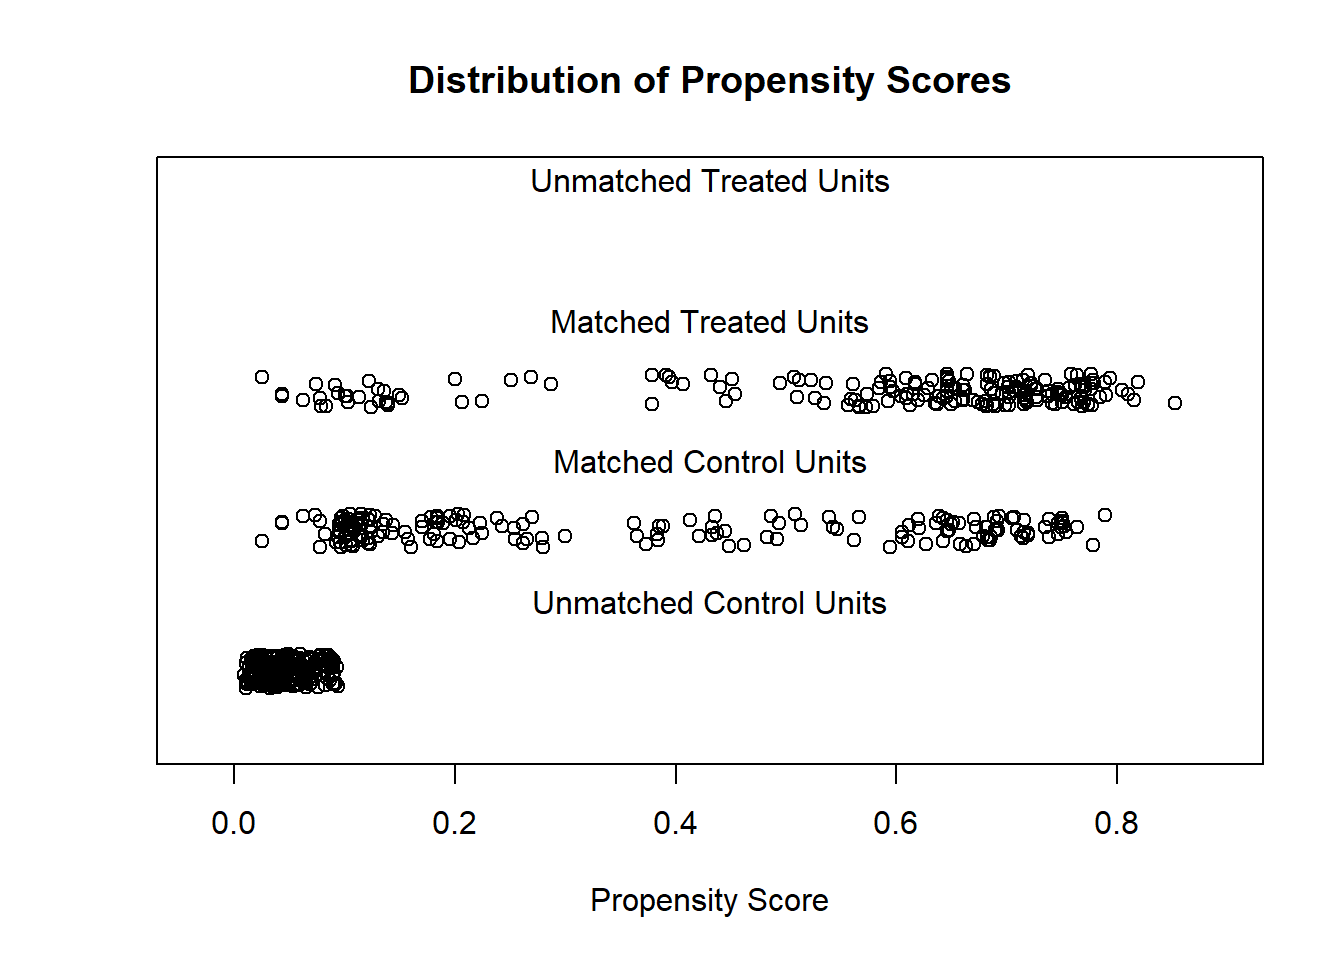 Distribution of Propensity Scores
Unmatched Treated Units
Matched Treated Units
Matched Control Units
Unmatched Control Units
0.0 0.2 0.4 0.6 0.8
Propensity Score